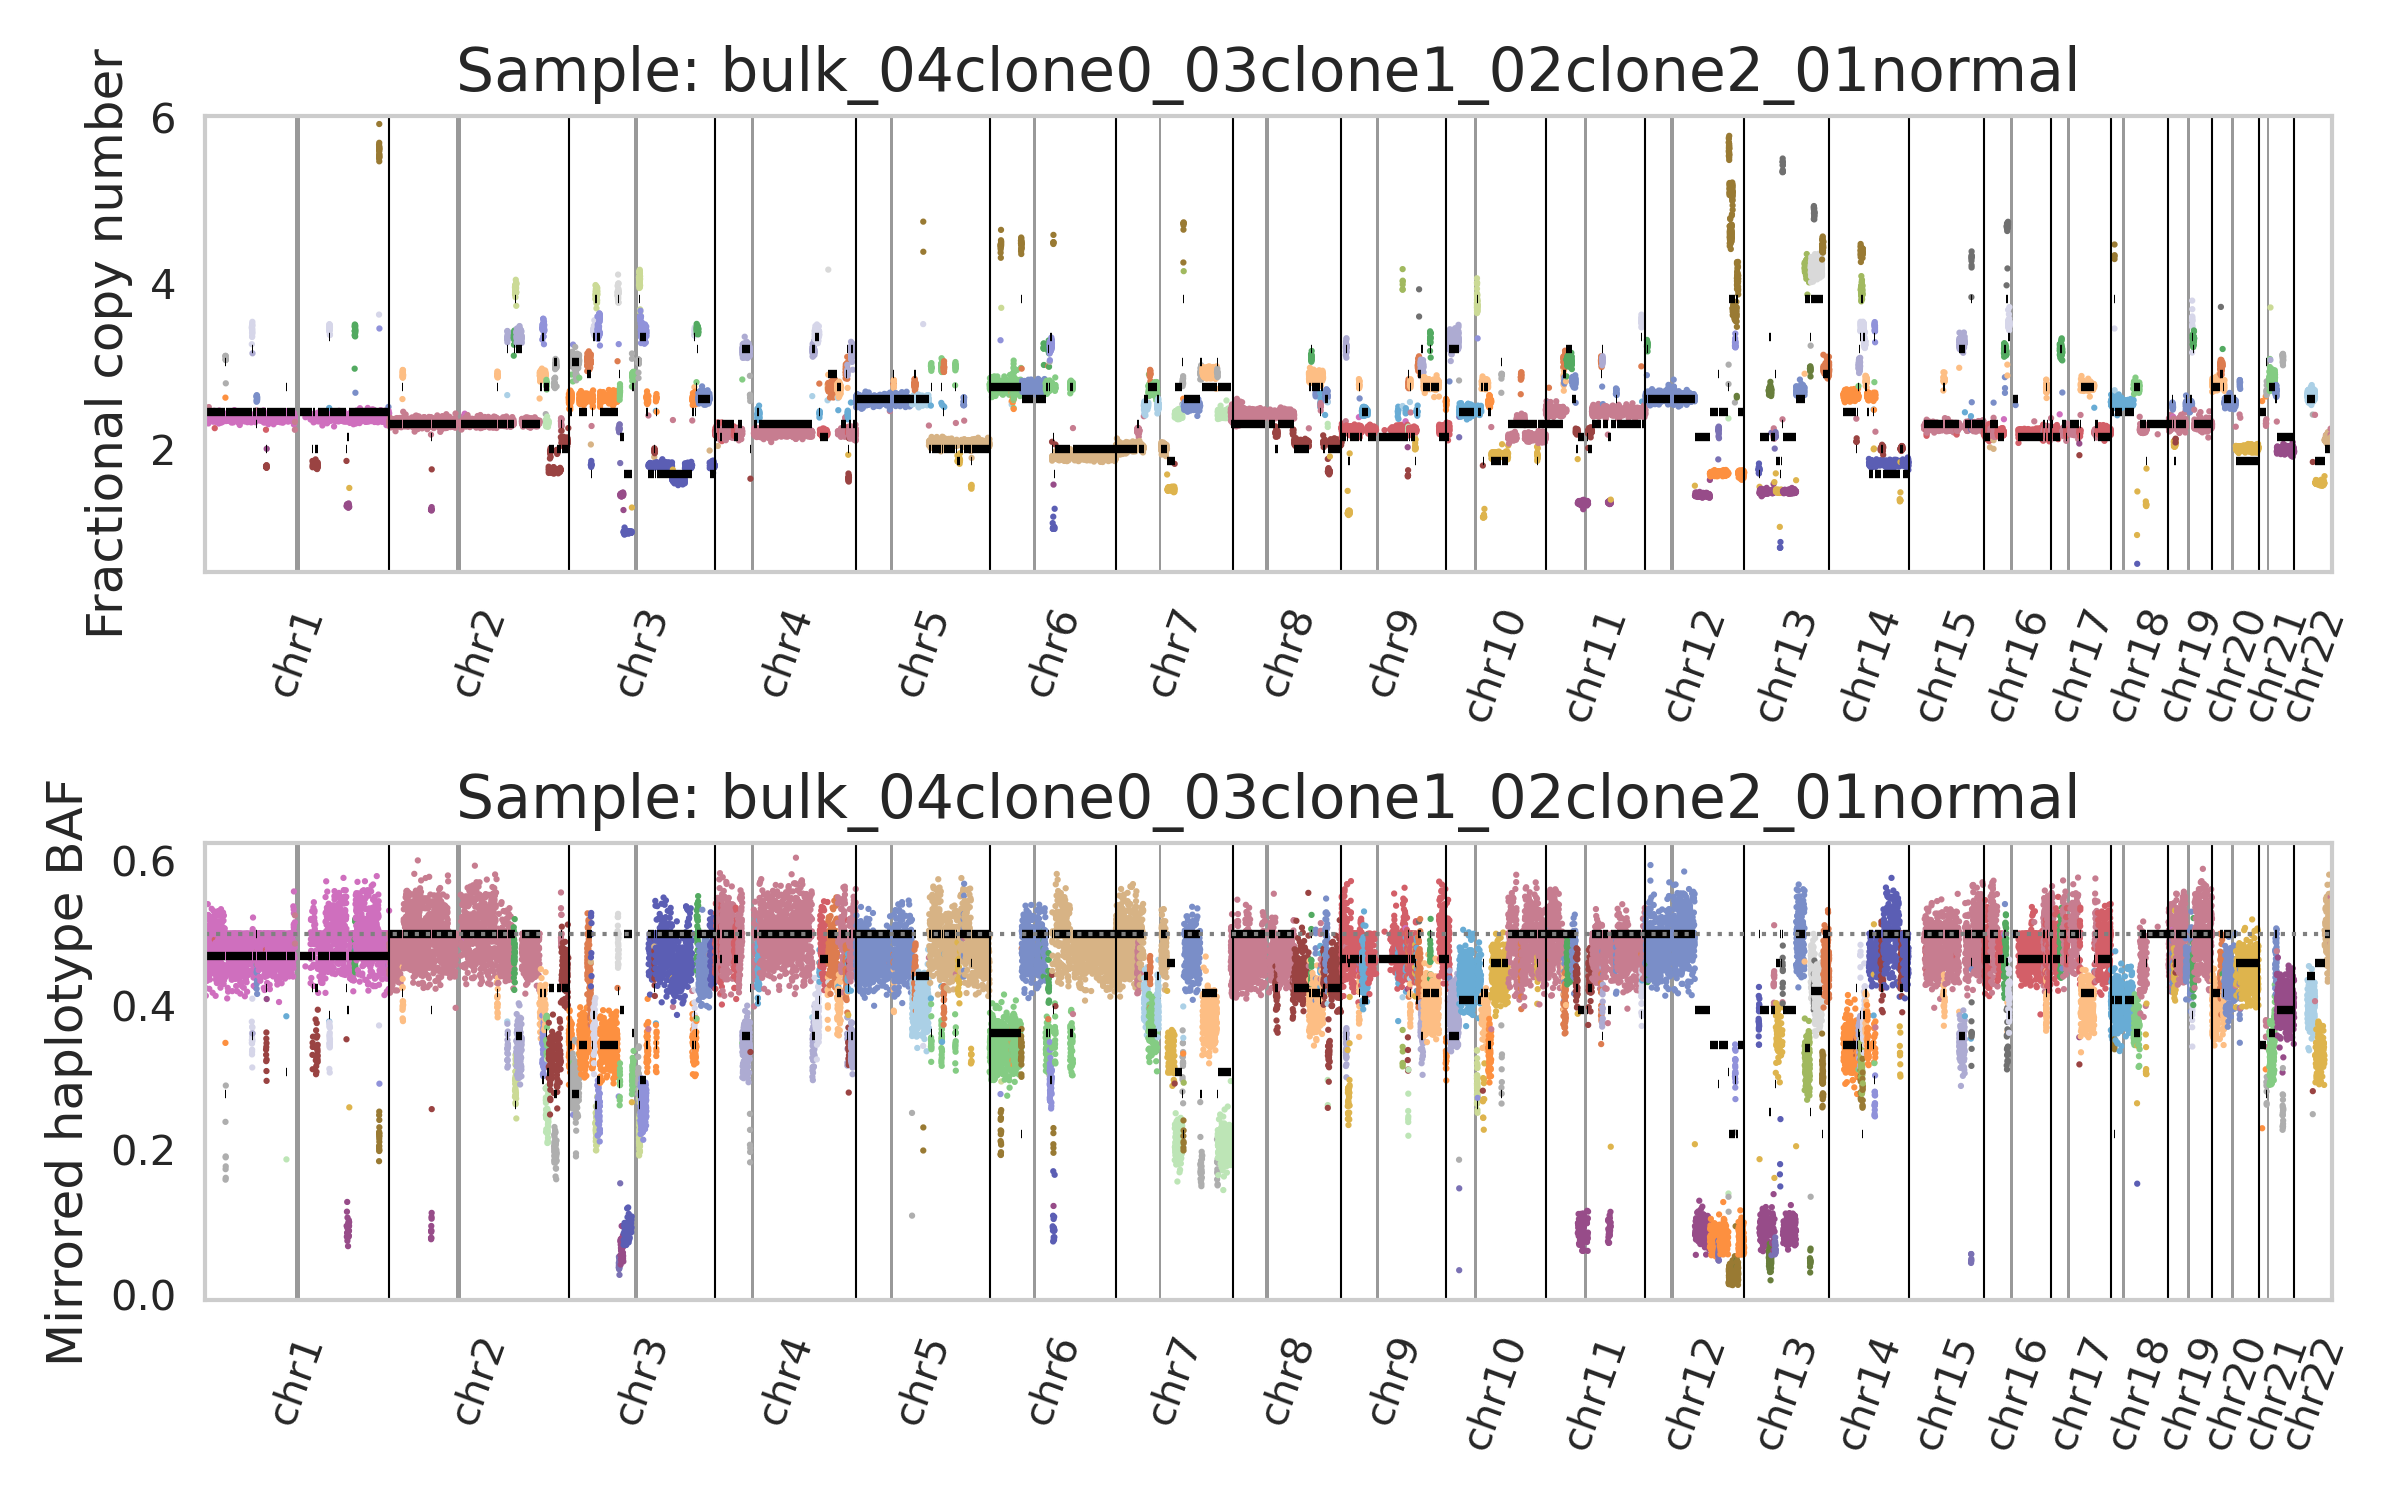 Sample: bulk_04clone0_03clone1_02clone2_01normal
Fractional copy number
6
4
2
chr1 chr2 chr3 chr4 chr5 chr6 chr7 chr8 chr9 chr10 chr11 chr12 chr13 chr14 chr15 chr16 chr17 chr18 chr19 chr20 chr21 chr22
Sample: bulk_04clone0_03clone1_02clone2_01normal
Mirrored haplotype BAF
0.6
0.4
0.2
0.0
chr1 chr2 chr3 chr4 chr5 chr6 chr7 chr8 chr9 chr10 chr11 chr12 chr13 chr14 chr15 chr16 chr17 chr18 chr19 chr20 chr21 chr22